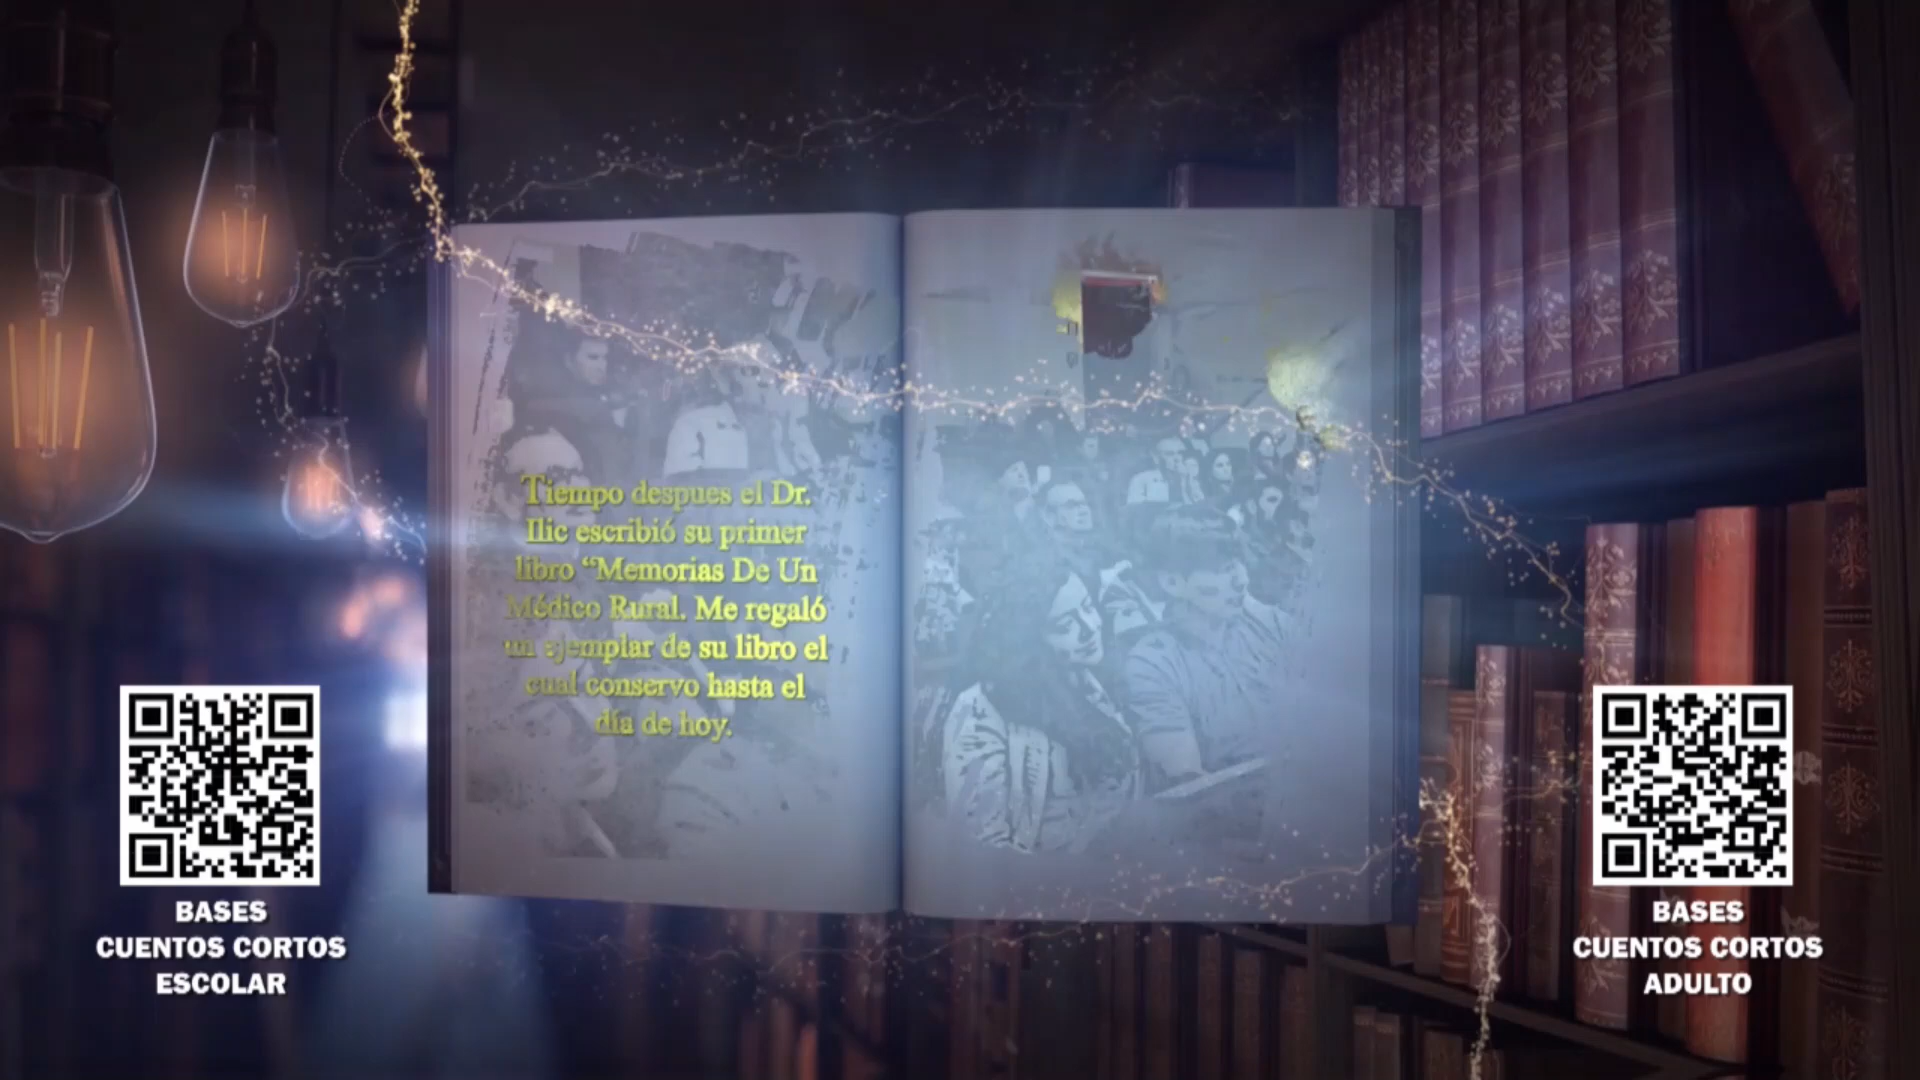 Tiempo despues el Dr.
Ilic escribió su primer
libro “Memorias De Un
Médico Rural. Me regaló
un ejemplar de su libro el
cual conservo hasta el
día de hoy.
BASES
CUENTOS CORTOS
ESCOLAR
BASES
CUENTOS CORTOS
ADULTO